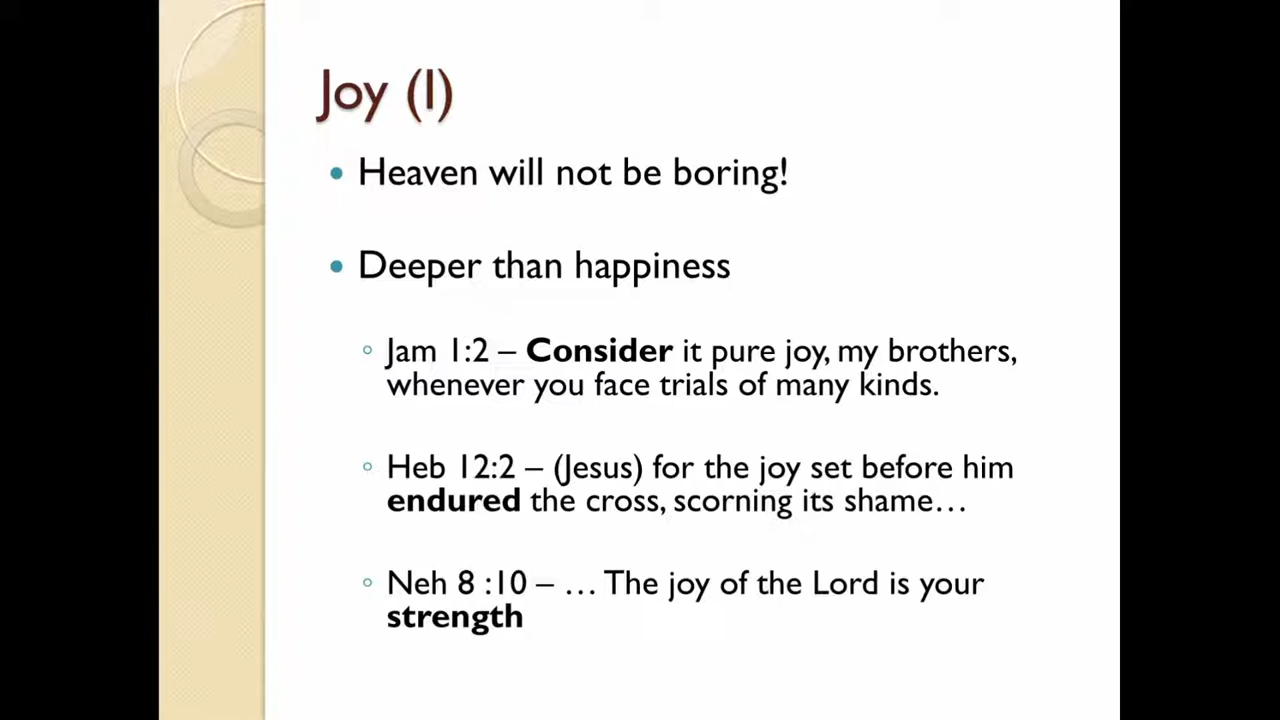 Joy (I)
• Heaven will not be boring!
• Deeper than happiness
◦ Jam 1:2 – Consider it pure joy, my brothers,
whenever you face trials of many kinds.
◦ Heb 12:2 – (Jesus) for the joy set before him
endured the cross, scorning its shame…
◦ Neh 8 :10 – … The joy of the Lord is your
strength